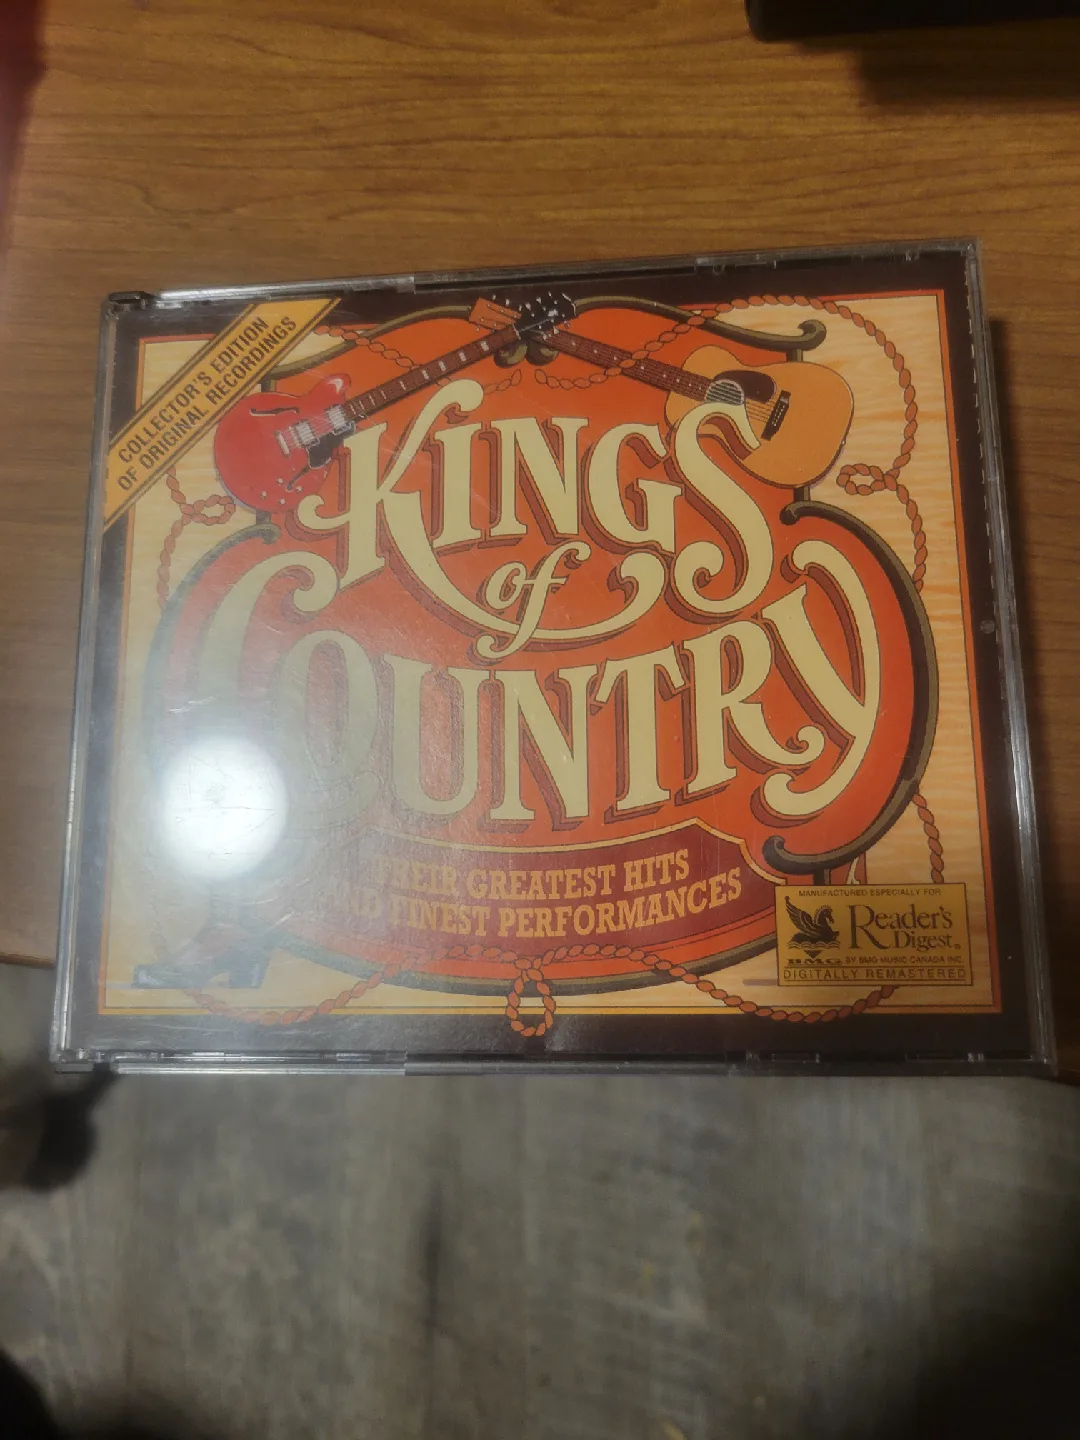 COLLECTOR'S EDITION
OF ORIGINAL RECORDINGS
KINGS
of
COUNTRY
THEIR GREATEST HITS
AND FINEST PERFORMANCES
MANUFACTURED ESPECIALLY FOR
Reader's
Digest
BMG BY BMG MUSIC CANADA INC.
DIGITALLY REMASTERED